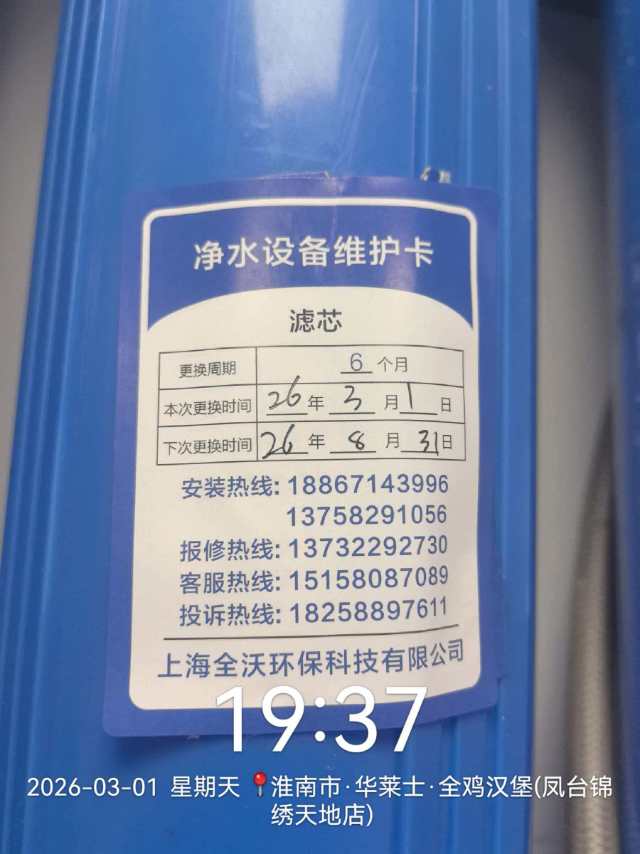 净水设备维护卡
滤芯
更换周期 6 个月
本次更换时间 26 年 3 月 1 日
下次更换时间 26 年 8 月 31 日
安装热线: 18867143996
13758291056
报修热线: 13732292730
客服热线: 15158087089
投诉热线: 18258897611
上海全沃环保科技有限公司
19:37
2026-03-01 星期天 📍淮南市·华莱士·全鸡汉堡(凤台锦
绣天地店)